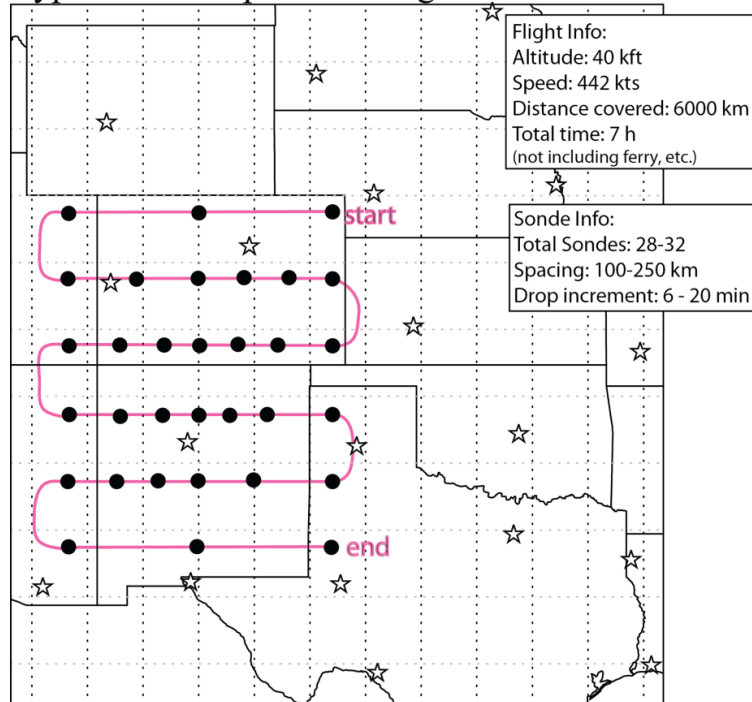 Flight Info:
Altitude: 40 kft
Speed: 442 kts
Distance covered: 6000 km
Total time: 7 h
(not including ferry, etc.)
start
Sonde Info:
Total Sondes: 28-32
Spacing: 100-250 km
Drop increment: 6 - 20 min
end